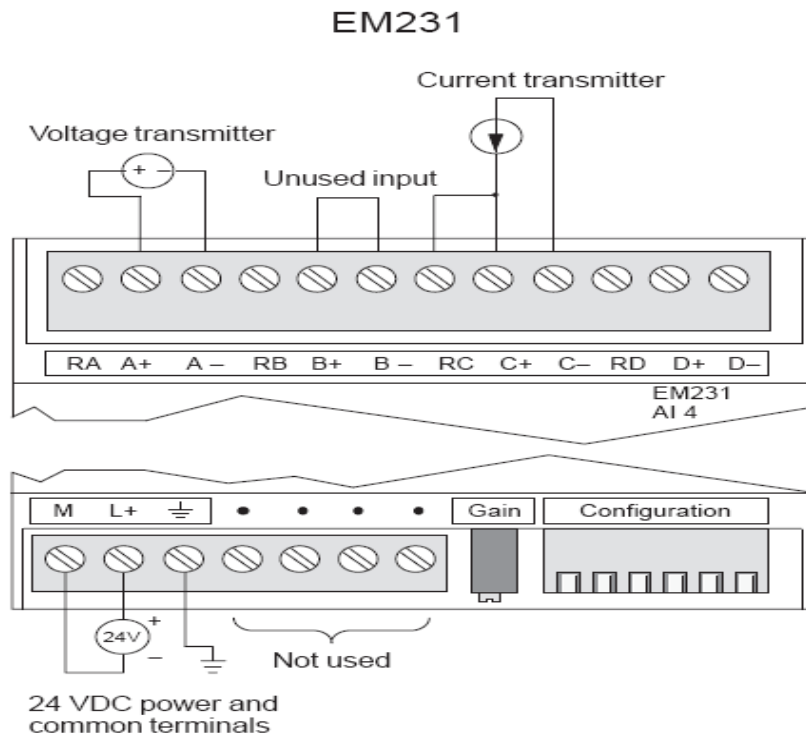 EM231
Current transmitter
Voltage transmitter
+ –
Unused input
RA A+ A – RB B+ B – RC C+ C– RD D+ D–
EM231
AI 4
M L+ Gain Configuration
24V
+
–
Not used
24 VDC power and
common terminals